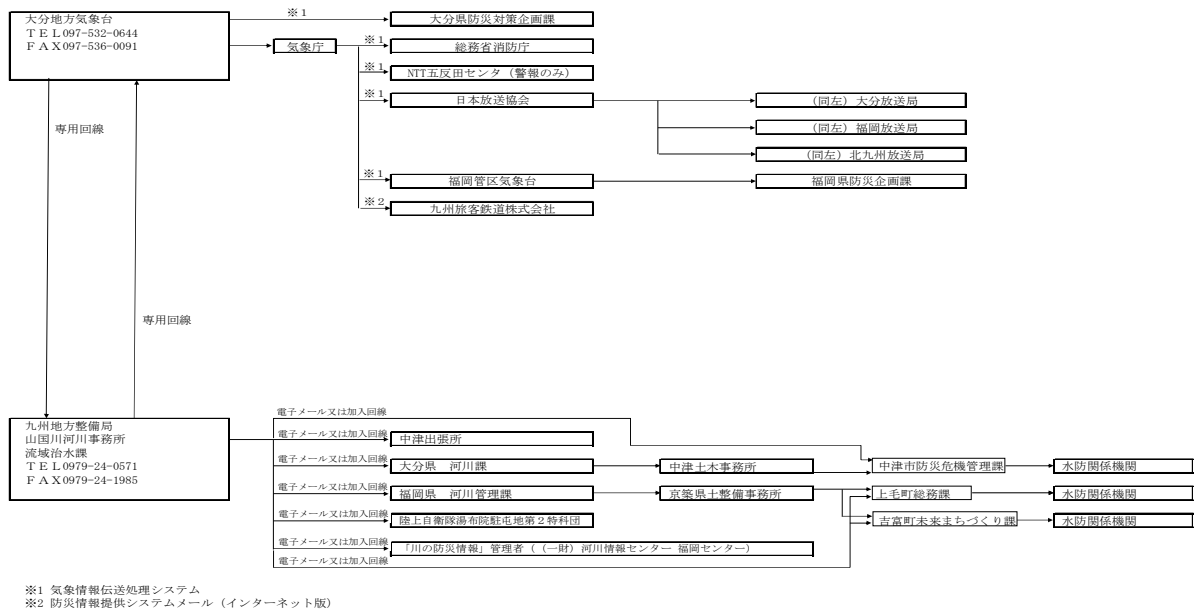 大分地方気象台
ＴＥＬ097-532-0644
ＦＡＸ097-536-0091
※１
大分県防災対策企画課
気象庁
※１
総務省消防庁
※１
NTT五反田センタ（警報のみ）
※１
日本放送協会
（同左）大分放送局
（同左）福岡放送局
（同左）北九州放送局
※１
福岡管区気象台
福岡県防災企画課
※２
九州旅客鉄道株式会社
専用回線
専用回線
九州地方整備局
山国川河川事務所
流域治水課
ＴＥＬ0979-24-0571
ＦＡＸ0979-24-1985
電子メール又は加入回線
電子メール又は加入回線
中津出張所
電子メール又は加入回線
大分県　河川課
中津土木事務所
中津市防災危機管理課
水防関係機関
電子メール又は加入回線
福岡県　河川管理課
京築県土整備事務所
上毛町総務課
水防関係機関
電子メール又は加入回線
陸上自衛隊湯布院駐屯地第２特科団
吉富町未来まちづくり課
水防関係機関
電子メール又は加入回線
「川の防災情報」管理者（（一財）河川情報センター 福岡センター）
電子メール又は加入回線
※1 気象情報伝送処理システム
※2 防災情報提供システムメール（インターネット版）